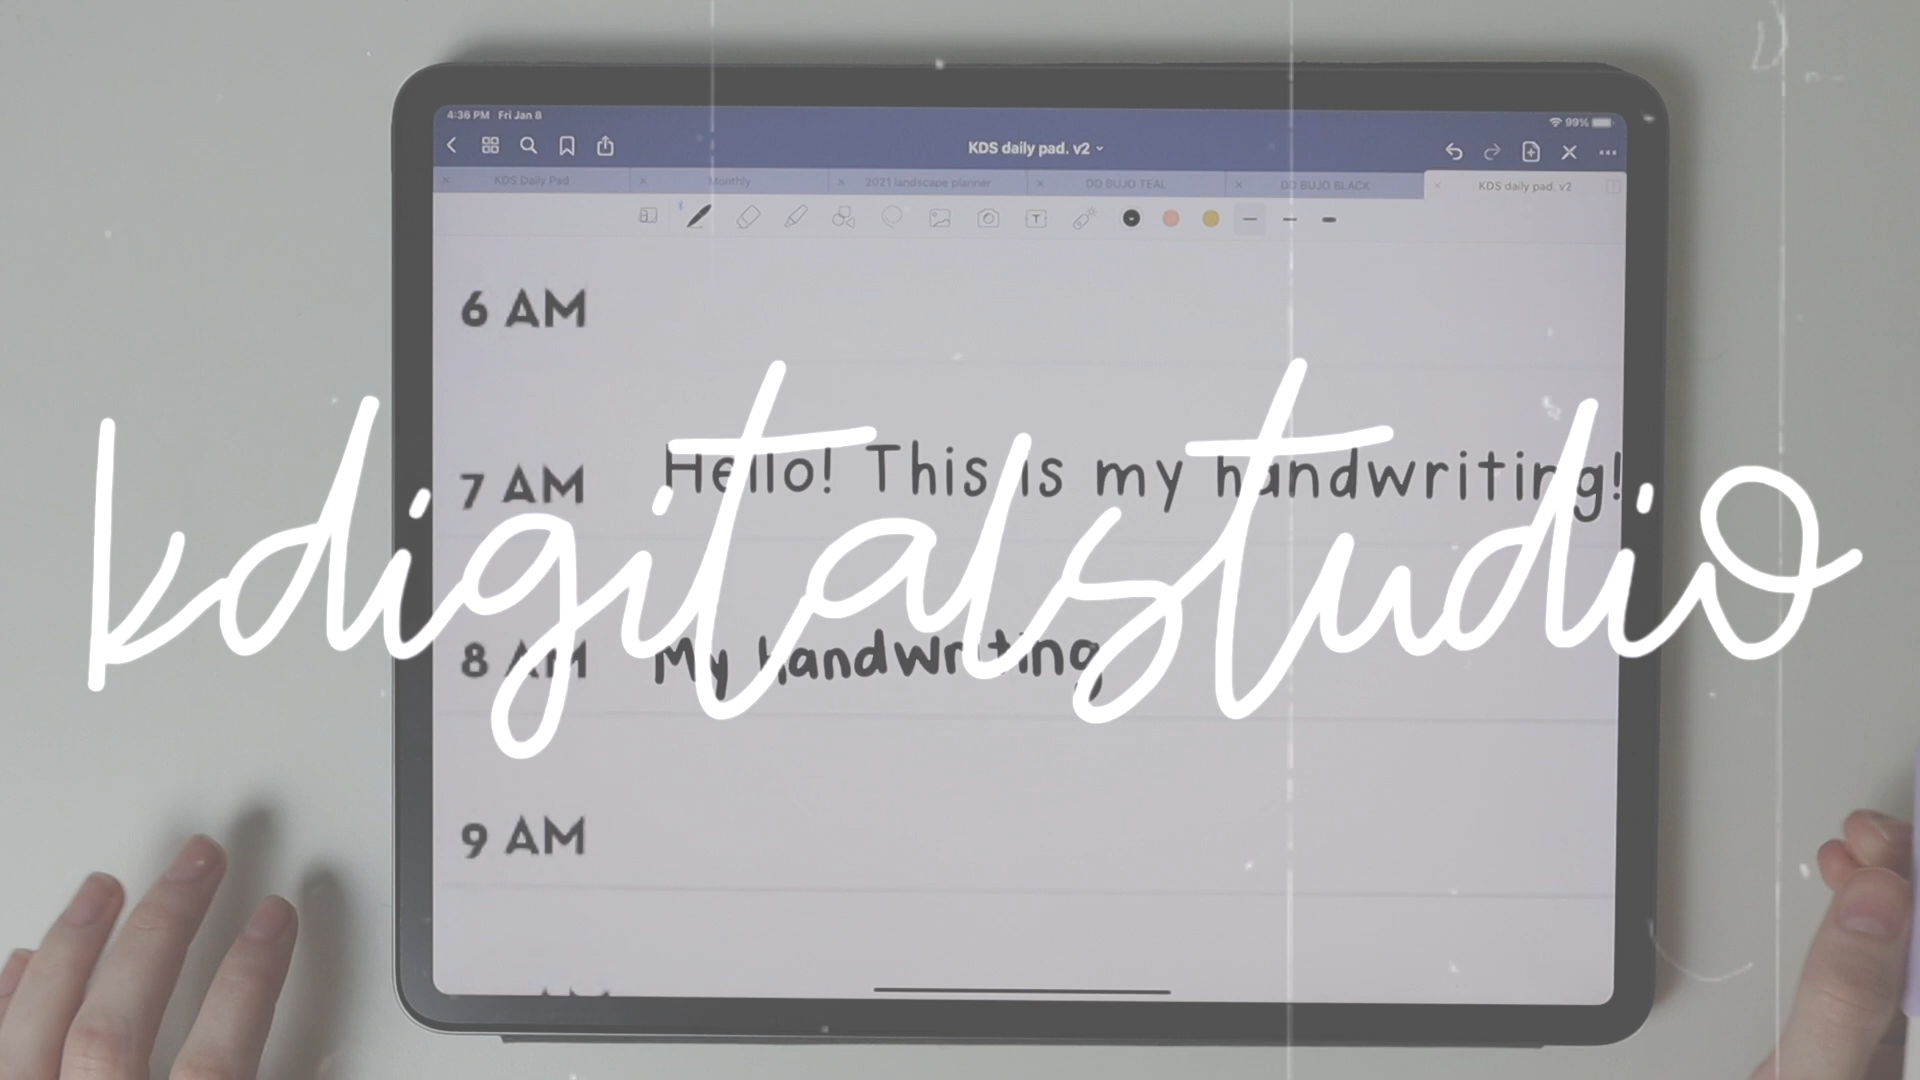 4:36 PM Fri Jan 8
99%
KDS daily pad. v2
KDS Daily Pad
Monthly
2021 landscape planner
DD BUJO TEAL
DD BUJO BLACK
KDS daily pad. v2
6 AM
7 AM Hello! This is my handwriting!
kdigitalstudio
8 AM My handwriting
9 AM